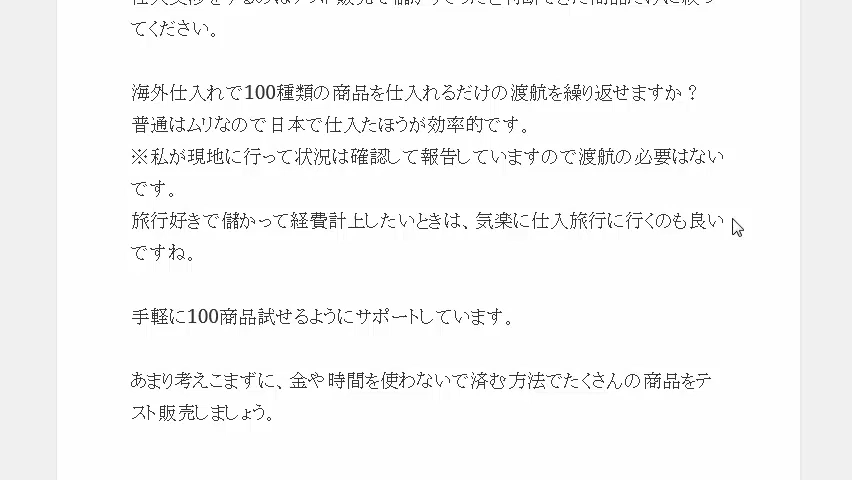 てください。
海外仕入れで100種類の商品を仕入れるだけの渡航を繰り返せますか？
普通はムリなので日本で仕入たほうが効率的です。
※私が現地に行って状況は確認して報告していますので渡航の必要はない
です。
旅行好きで儲かって経費計上したいときは、気楽に仕入旅行に行くのも良い
ですね。
手軽に100商品試せるようにサポートしています。
あまり考えこまずに、金や時間を使わないで済む方法でたくさんの商品をテ
スト販売しましょう。